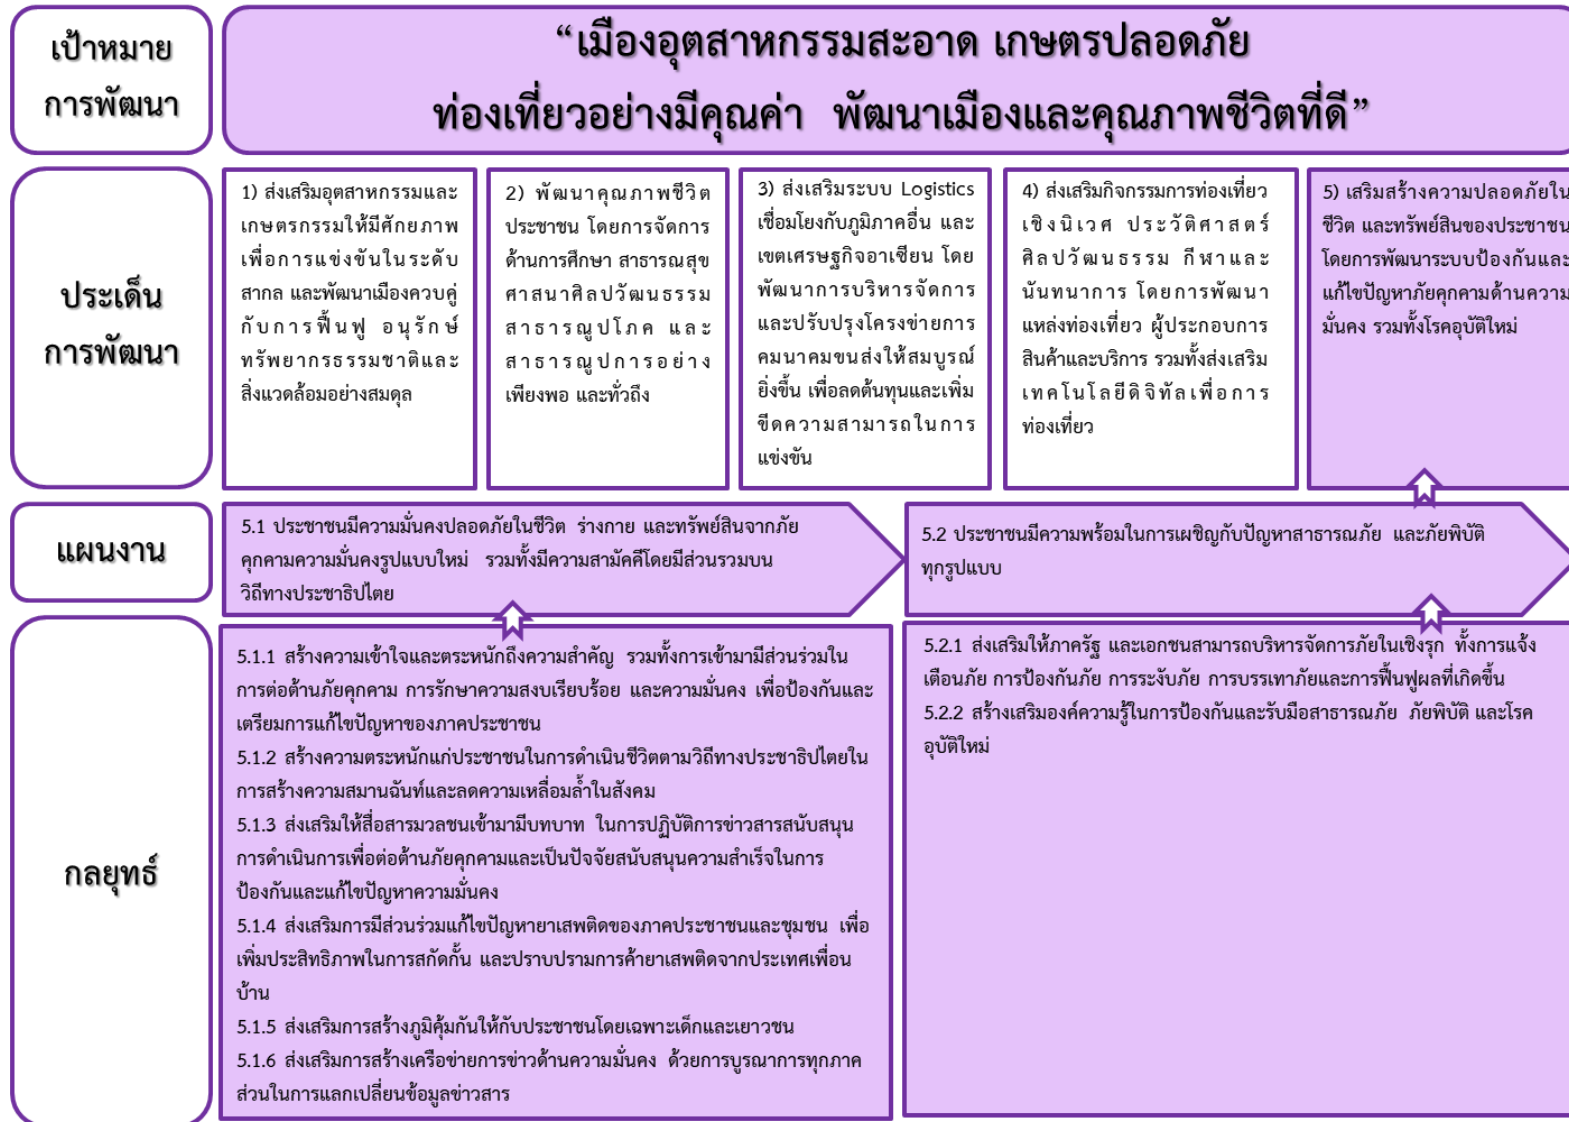 เป้าหมาย
การพัฒนา
“เมืองอุตสาหกรรมสะอาด เกษตรปลอดภัย
ท่องเที่ยวอย่างมีคุณค่า พัฒนาเมืองและคุณภาพชีวิตที่ดี”
ประเด็น
การพัฒนา
1) ส่งเสริมอุตสาหกรรมและ
เกษตรกรรมให้มีศักยภาพ
เพื่อการแข่งขันในระดับ
สากล และพัฒนาเมืองควบคู่
กับการฟื้นฟู อนุรักษ์
ทรัพยากรธรรมชาติและ
สิ่งแวดล้อมอย่างสมดุล
2) พัฒนาคุณภาพชีวิต
ประชาชน โดยการจัดการ
ด้านการศึกษา สาธารณสุข
ศาสนาศิลปวัฒนธรรม
สาธารณูปโภค และ
สาธารณูปการอย่าง
เพียงพอ และทั่วถึง
3) ส่งเสริมระบบ Logistics
เชื่อมโยงกับภูมิภาคอื่น และ
เขตเศรษฐกิจอาเซียน โดย
พัฒนาการบริหารจัดการ
และปรับปรุงโครงข่ายการ
คมนาคมขนส่งให้สมบูรณ์
ยิ่งขึ้น เพื่อลดต้นทุนและเพิ่ม
ขีดความสามารถในการ
แข่งขัน
4) ส่งเสริมกิจกรรมการท่องเที่ยว
เชิงนิเวศ ประวัติศาสตร์
ศิลปวัฒนธรรม กีฬาและ
นันทนาการ โดยการพัฒนา
แหล่งท่องเที่ยว ผู้ประกอบการ
สินค้าและบริการ รวมทั้งส่งเสริม
เทคโนโลยีดิจิทัลเพื่อการ
ท่องเที่ยว
5) เสริมสร้างความปลอดภัยใน
ชีวิต และทรัพย์สินของประชาชน
โดยการพัฒนาระบบป้องกันและ
แก้ไขปัญหาภัยคุกคามด้านความ
มั่นคง รวมทั้งโรคอุบัติใหม่
แผนงาน
5.1 ประชาชนมีความมั่นคงปลอดภัยในชีวิต ร่างกาย และทรัพย์สินจากภัย
คุกคามความมั่นคงรูปแบบใหม่ รวมทั้งมีความสามัคคีโดยมีส่วนรวมบน
วิถีทางประชาธิปไตย
5.2 ประชาชนมีความพร้อมในการเผชิญกับปัญหาสาธารณภัย และภัยพิบัติ
ทุกรูปแบบ
กลยุทธ์
5.1.1 สร้างความเข้าใจและตระหนักถึงความสำคัญ รวมทั้งการเข้ามามีส่วนร่วมใน
การต่อต้านภัยคุกคาม การรักษาความสงบเรียบร้อย และความมั่นคง เพื่อป้องกันและ
เตรียมการแก้ไขปัญหาของภาคประชาชน
5.1.2 สร้างความตระหนักแก่ประชาชนในการดำเนินชีวิตตามวิถีทางประชาธิปไตยใน
การสร้างความสมานฉันท์และลดความเหลื่อมล้ำในสังคม
5.1.3 ส่งเสริมให้สื่อสารมวลชนเข้ามามีบทบาท ในการปฏิบัติการข่าวสารสนับสนุน
การดำเนินการเพื่อต่อต้านภัยคุกคามและเป็นปัจจัยสนับสนุนความสำเร็จในการ
ป้องกันและแก้ไขปัญหาความมั่นคง
5.1.4 ส่งเสริมการมีส่วนร่วมแก้ไขปัญหายาเสพติดของภาคประชาชนและชุมชน เพื่อ
เพิ่มประสิทธิภาพในการสกัดกั้น และปราบปรามการค้ายาเสพติดจากประเทศเพื่อน
บ้าน
5.1.5 ส่งเสริมการสร้างภูมิคุ้มกันให้กับประชาชนโดยเฉพาะเด็กและเยาวชน
5.1.6 ส่งเสริมการสร้างเครือข่ายการข่าวด้านความมั่นคง ด้วยการบูรณาการทุกภาค
ส่วนในการแลกเปลี่ยนข้อมูลข่าวสาร
5.2.1 ส่งเสริมให้ภาครัฐ และเอกชนสามารถบริหารจัดการภัยในเชิงรุก ทั้งการแจ้ง
เตือนภัย การป้องกันภัย การระงับภัย การบรรเทาภัยและการฟื้นฟูผลที่เกิดขึ้น
5.2.2 สร้างเสริมองค์ความรู้ในการป้องกันและรับมือสาธารณภัย ภัยพิบัติ และโรค
อุบัติใหม่